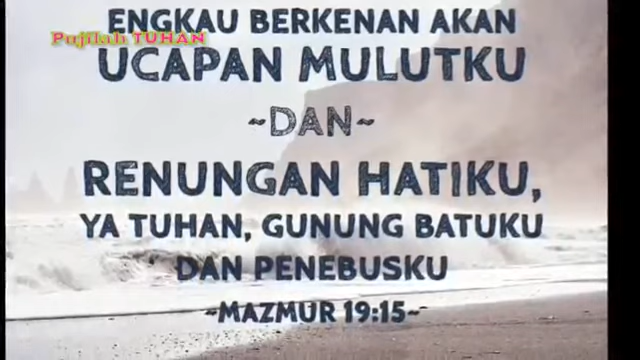 ENGKAU BERKENAN AKAN
Pujilah TUHAN
UCAPAN MULUTKU
~DAN~
RENUNGAN HATIKU,
YA TUHAN, GUNUNG BATUKU
DAN PENEBUSKU
~MAZMUR 19:15~